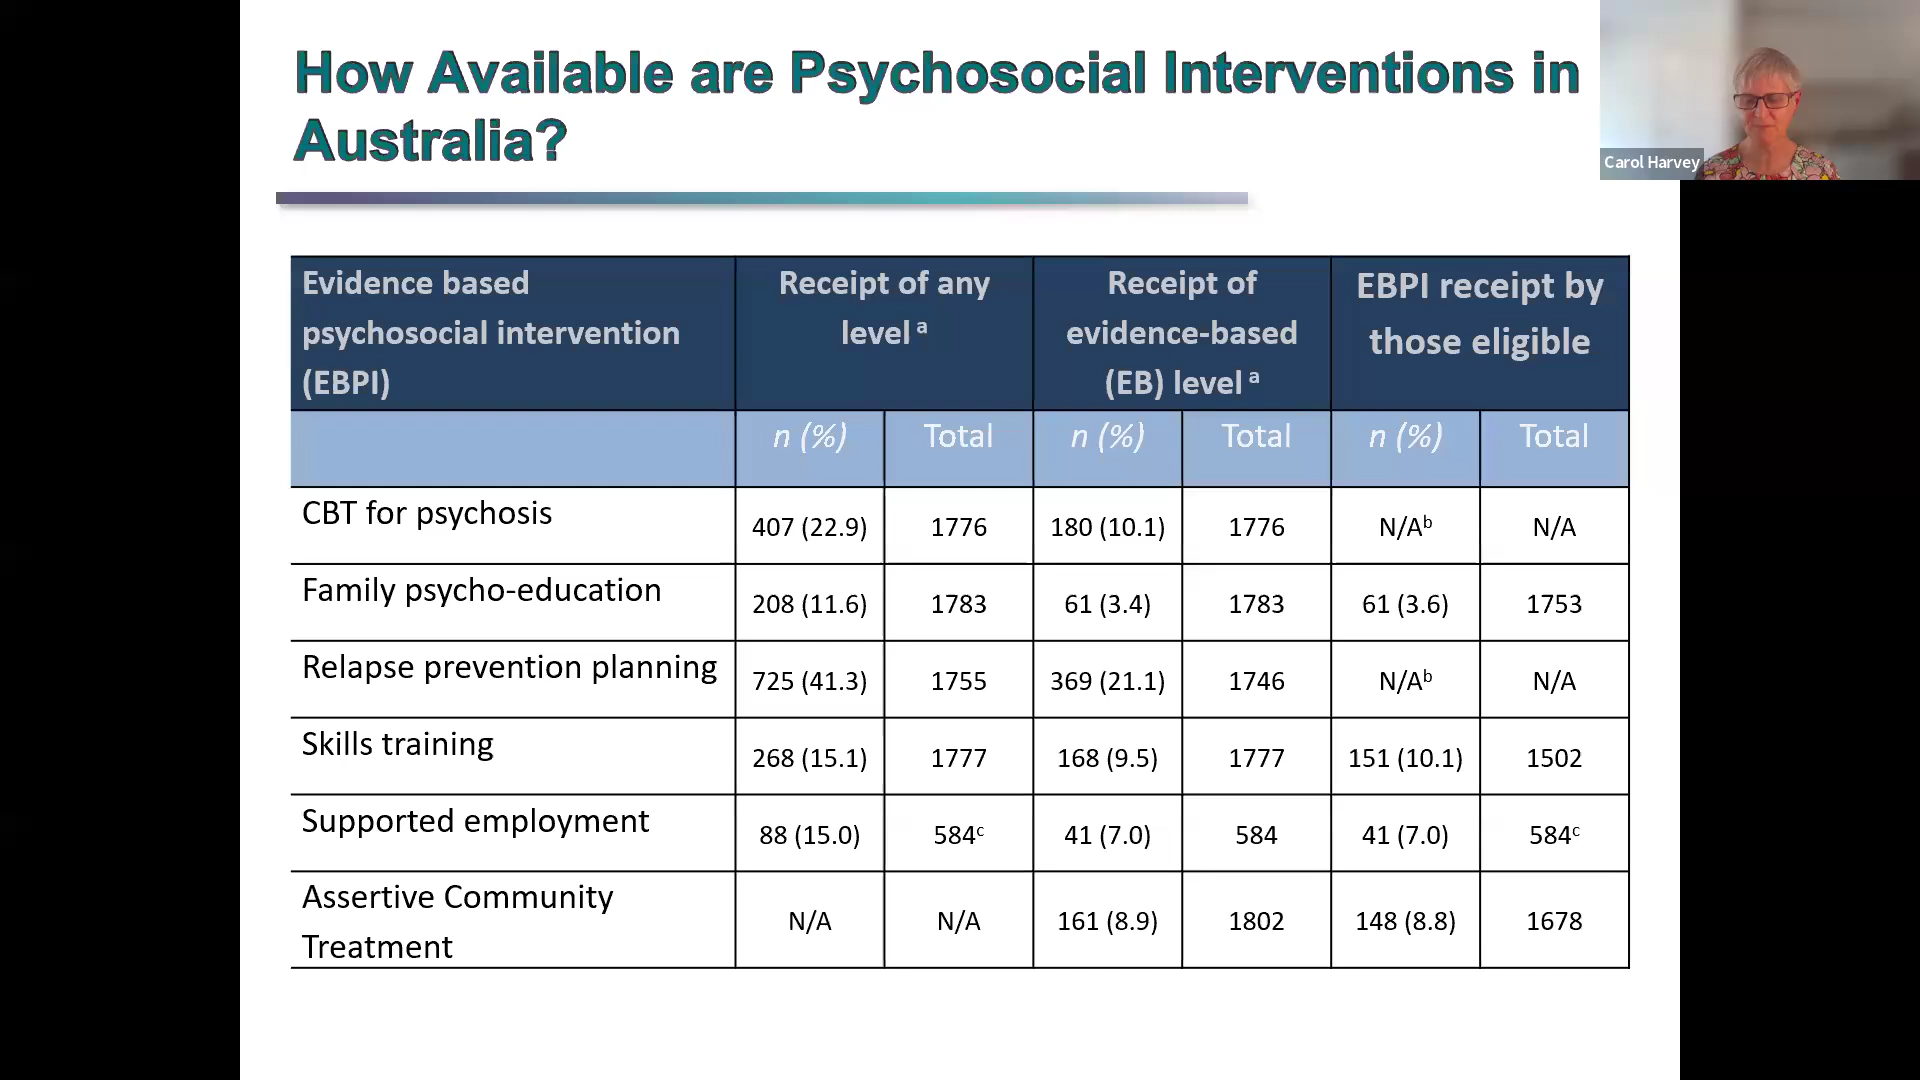 How Available are Psychosocial Interventions in
Australia?
Carol Harvey
Evidence based
psychosocial intervention
(EBPI)
Receipt of any
level ᵃ
Receipt of
evidence-based
(EB) level ᵃ
EBPI receipt by
those eligible
n (%) Total n (%) Total n (%) Total
CBT for psychosis 407 (22.9) 1776 180 (10.1) 1776 N/Aᵇ N/A
Family psycho-education 208 (11.6) 1783 61 (3.4) 1783 61 (3.6) 1753
Relapse prevention planning 725 (41.3) 1755 369 (21.1) 1746 N/Aᵇ N/A
Skills training 268 (15.1) 1777 168 (9.5) 1777 151 (10.1) 1502
Supported employment 88 (15.0) 584ᶜ 41 (7.0) 584 41 (7.0) 584ᶜ
Assertive Community
Treatment
N/A N/A 161 (8.9) 1802 148 (8.8) 1678